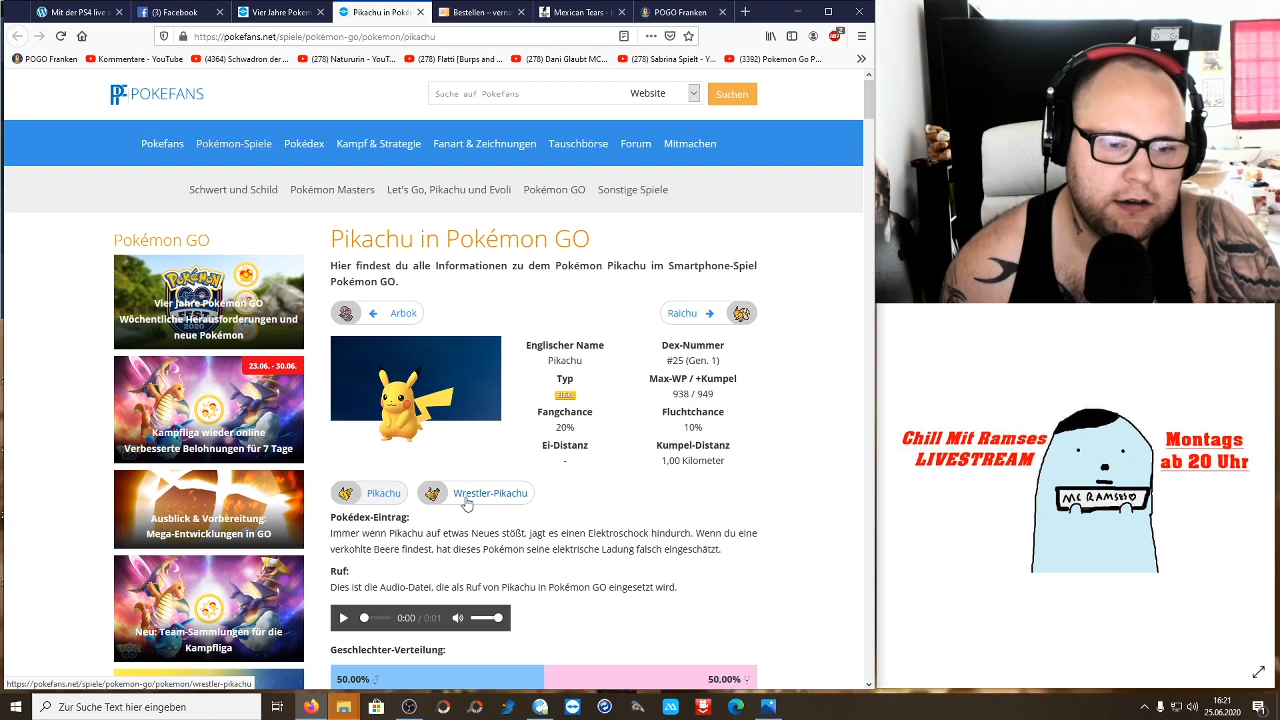 Mit der PS4 live a
(3) Facebook
Vier Jahre Pokem
Pikachu in Poké
Bestellen – verna
Mexican Tears - L
POGO Franken
https://pokefans.net/spiele/pokemon-go/pokemon/pikachu
POGO Franken
Kommentare - YouTube
(4364) Schwadron der ...
(278) Natururin - YouT...
(278) Flatti [Burpsprud...
(278) Dani Glaubt MC...
(278) Sabrina Spielt - Y...
(3392) Pokemon Go P...
POKEFANS
Suche auf Pokefans
Website
Suchen
Pokefans
Pokémon-Spiele
Pokédex
Kampf & Strategie
Fanart & Zeichnungen
Tauschbörse
Forum
Mitmachen
Schwert und Schild
Pokémon Masters
Let's Go, Pikachu und Evoli
Pokemon GO
Sonstige Spiele
Pokémon GO
Vier Jahre Pokémon GO
Wöchentliche Herausforderungen und
neue Pokémon
23.06. - 30.06.
Kampfliga wieder online
Verbesserte Belohnungen für 7 Tage
Ausblick & Vorbereitung:
Mega-Entwicklungen in GO
Neu: Team-Sammlungen für die
Kampfliga
Pikachu in Pokémon GO
Hier findest du alle Informationen zu dem Pokémon Pikachu im Smartphone-Spiel
Pokémon GO.
Arbok
Raichu
Englischer Name
Pikachu
Dex-Nummer
#25 (Gen. 1)
Typ
Max-WP / +Kumpel
938 / 949
Fangchance
20%
Fluchtchance
10%
Ei-Distanz
-
Kumpel-Distanz
1,00 Kilometer
Pikachu
Wrestler-Pikachu
Pokédex-Eintrag:
Immer wenn Pikachu auf etwas Neues stößt, jagt es einen Elektroschock hindurch. Wenn du eine
verkohlte Beere findest, hat dieses Pokémon seine elektrische Ladung falsch eingeschätzt.
Ruf:
Dies ist die Audio-Datei, die als Ruf von Pikachu in Pokémon GO eingesetzt wird.
0:00 / 0:01
Geschlechter-Verteilung:
50,00% ♂
50,00% ♀
https://pokefans.net/spiele/pokemon-go/pokemon/wrestler-pikachu
Chill Mit Ramses
LIVESTREAM
Montags
ab 20 Uhr
MC RAMSES
Zur Suche Text hier eingeben
16:21
25.06.2020